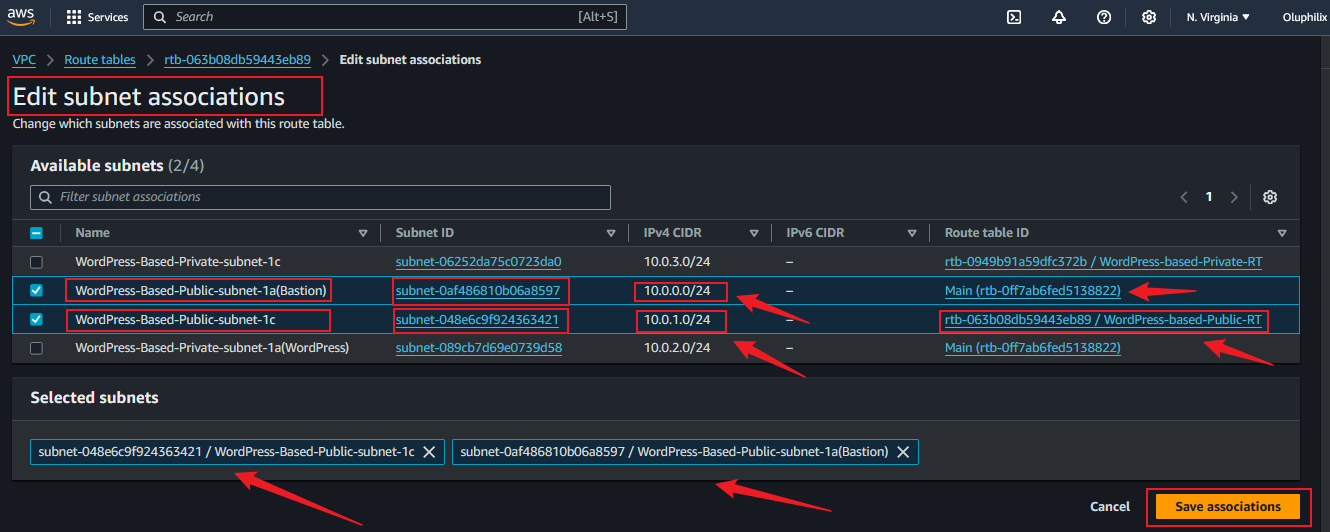 aws Services Search [Alt+S] N. Virginia Oluphilix
VPC Route tables rtb-063b08db59443eb89 Edit subnet associations
Edit subnet associations
Change which subnets are associated with this route table.
Available subnets (2/4)
Filter subnet associations 1
Name Subnet ID IPv4 CIDR IPv6 CIDR Route table ID
WordPress-Based-Private-subnet-1c subnet-06252da75c0723da0 10.0.3.0/24 – rtb-0949b91a59dfc372b / WordPress-based-Private-RT
WordPress-Based-Public-subnet-1a(Bastion) subnet-0af486810b06a8597 10.0.0.0/24 – Main (rtb-0ff7ab6fed5138822)
WordPress-Based-Public-subnet-1c subnet-048e6c9f924363421 10.0.1.0/24 – rtb-063b08db59443eb89 / WordPress-based-Public-RT
WordPress-Based-Private-subnet-1a(WordPress) subnet-089cb7d69e0739d58 10.0.2.0/24 – Main (rtb-0ff7ab6fed5138822)
Selected subnets
subnet-048e6c9f924363421 / WordPress-Based-Public-subnet-1c subnet-0af486810b06a8597 / WordPress-Based-Public-subnet-1a(Bastion)
Cancel Save associations